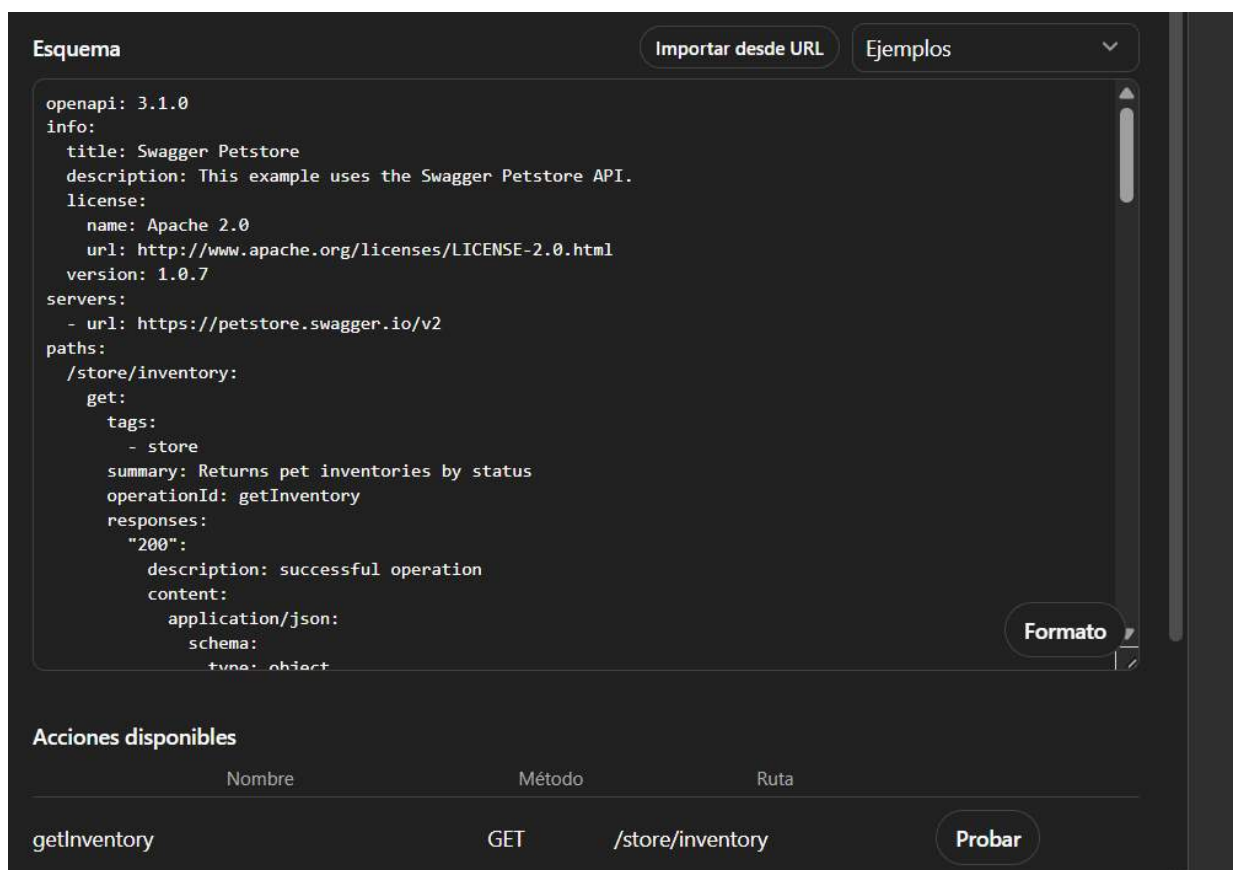 Esquema
Importar desde URL
Ejemplos
openapi: 3.1.0
info:
  title: Swagger Petstore
  description: This example uses the Swagger Petstore API.
  license:
    name: Apache 2.0
    url: http://www.apache.org/licenses/LICENSE-2.0.html
  version: 1.0.7
servers:
  - url: https://petstore.swagger.io/v2
paths:
  /store/inventory:
    get:
      tags:
        - store
      summary: Returns pet inventories by status
      operationId: getInventory
      responses:
        "200":
          description: successful operation
          content:
            application/json:
              schema:
                type: object
Formato
Acciones disponibles
Nombre Método Ruta
getInventory GET /store/inventory Probar